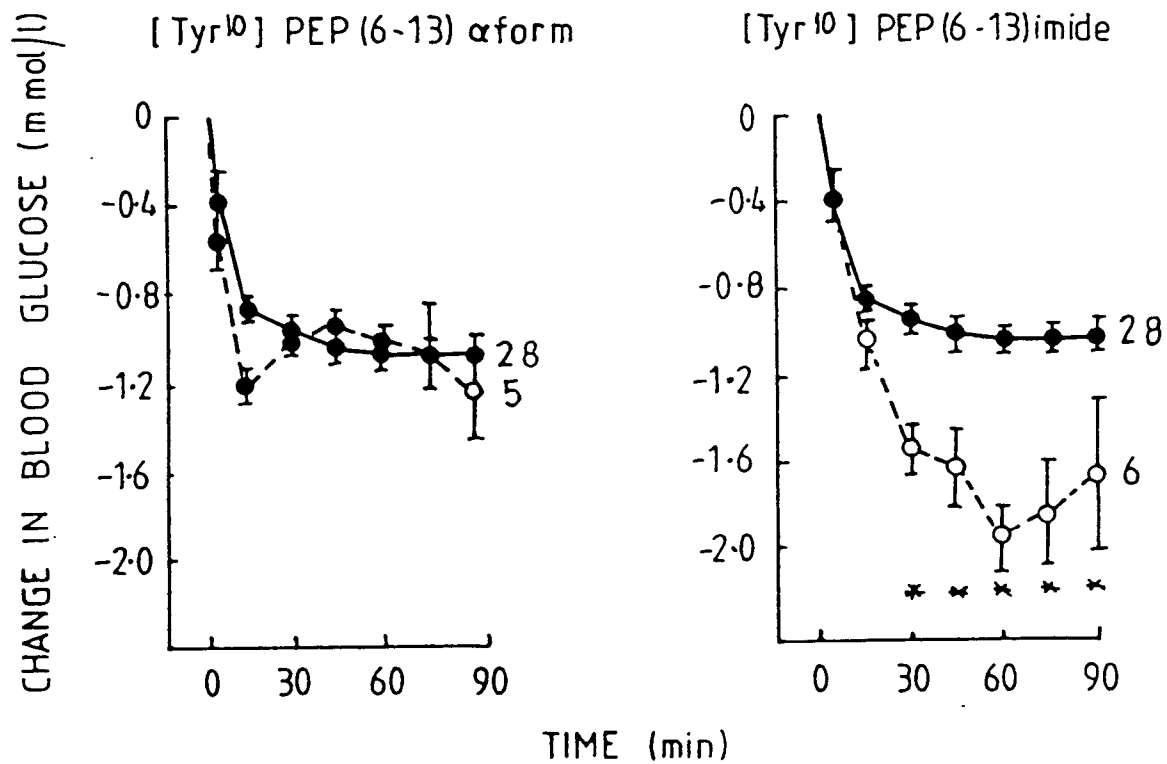 [Tyr¹⁰] PEP (6-13) αform
[Tyr¹⁰] PEP (6-13)imide
CHANGE IN BLOOD GLUCOSE (m mol/l)
0
-0·4
-0·8
-1·2
-1·6
-2·0
28
5
0 30 60 90
0
-0·4
-0·8
-1·2
-1·6
-2·0
28
6
* * * * *
0 30 60 90
TIME (min)